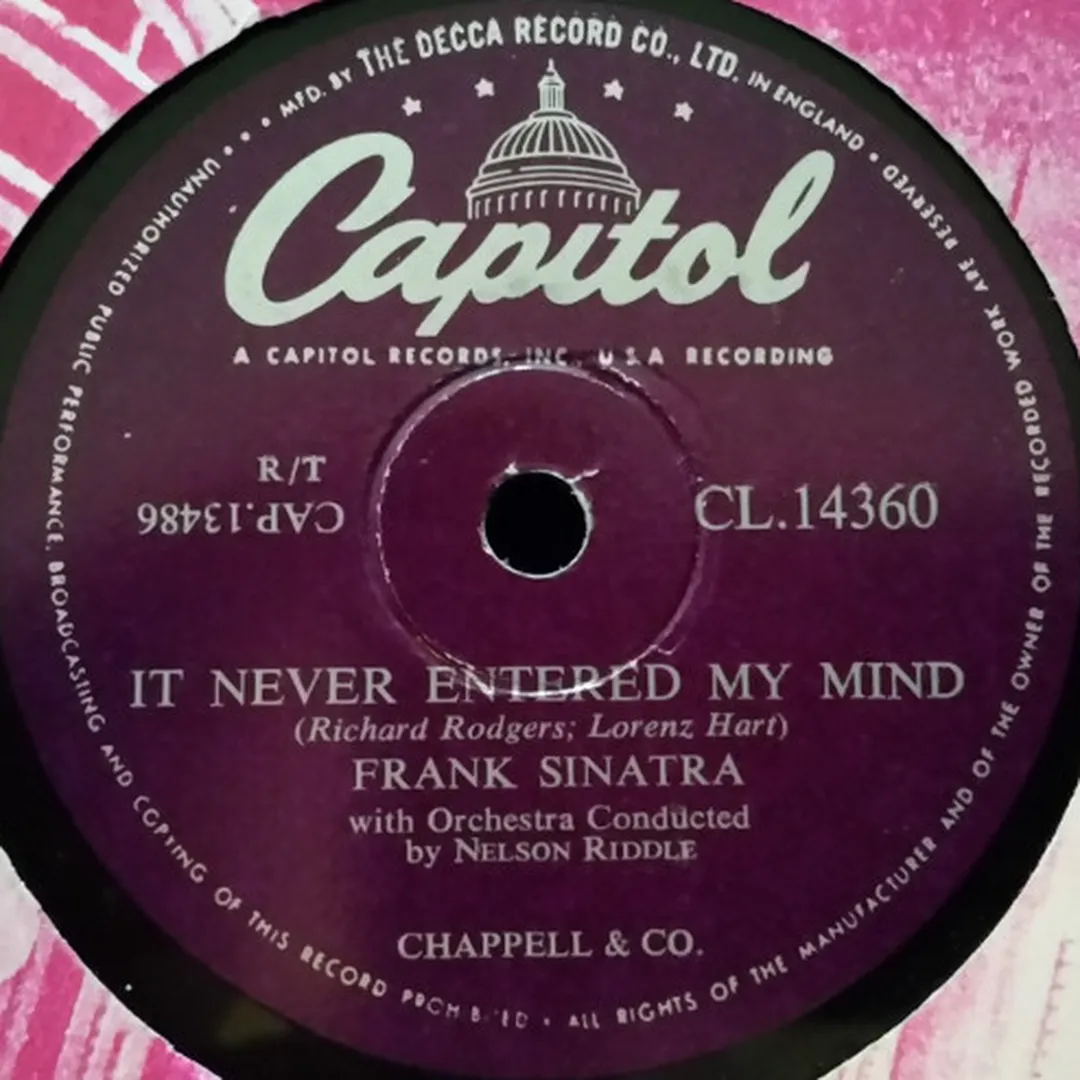 MFD. BY THE DECCA RECORD CO., LTD. IN ENGLAND •
Capitol
A CAPITOL RECORDS, INC., U.S.A RECORDING
R/T
CAP.13486
CL.14360
IT NEVER ENTERED MY MIND
(Richard Rodgers; Lorenz Hart)
FRANK SINATRA
with Orchestra Conducted
by NELSON RIDDLE
CHAPPELL & CO.
UNAUTHORIZED PUBLIC PERFORMANCE, BROADCASTING AND COPYING OF THIS RECORD PROHIBITED • ALL RIGHTS OF THE MANUFACTURER AND OF THE OWNER OF THE RECORDED WORK ARE RESERVED